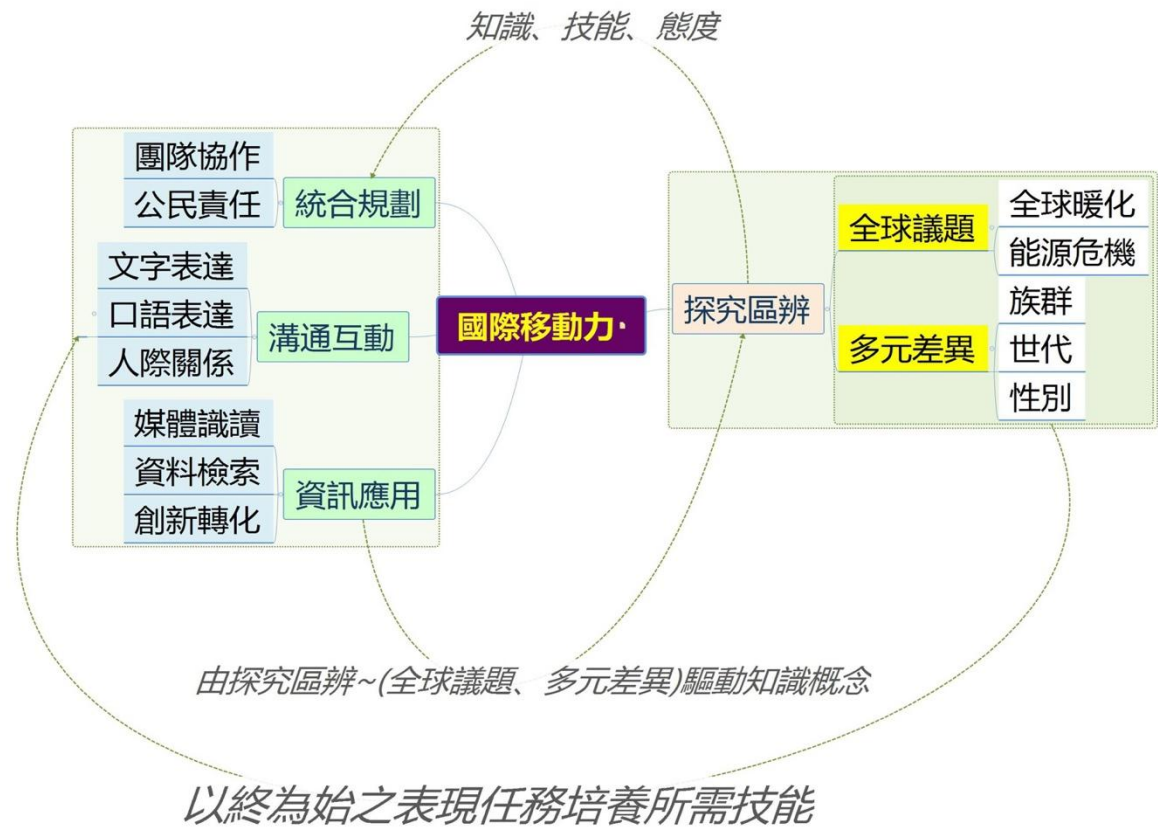 知識、技能、態度
團隊協作
公民責任
統合規劃
文字表達
口語表達
人際關係
溝通互動
媒體識讀
資料檢索
創新轉化
資訊應用
國際移動力
探究區辨
全球議題
全球暖化
能源危機
多元差異
族群
世代
性別
由探究區辨~(全球議題、多元差異)驅動知識概念
以終為始之表現任務培養所需技能